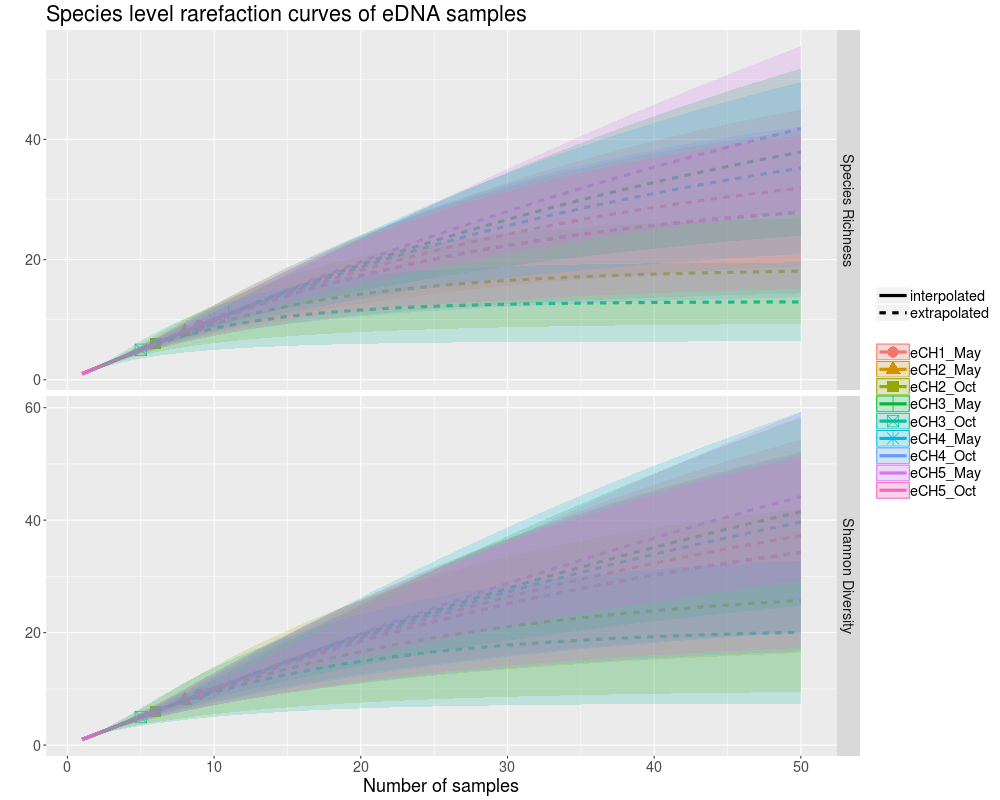 Species level rarefaction curves of eDNA samples
40
20
0
Species Richness
60
40
20
0
Shannon Diversity
0 10 20 30 40 50
Number of samples
interpolated
extrapolated
eCH1_May
eCH2_May
eCH2_Oct
eCH3_May
eCH3_Oct
eCH4_May
eCH4_Oct
eCH5_May
eCH5_Oct